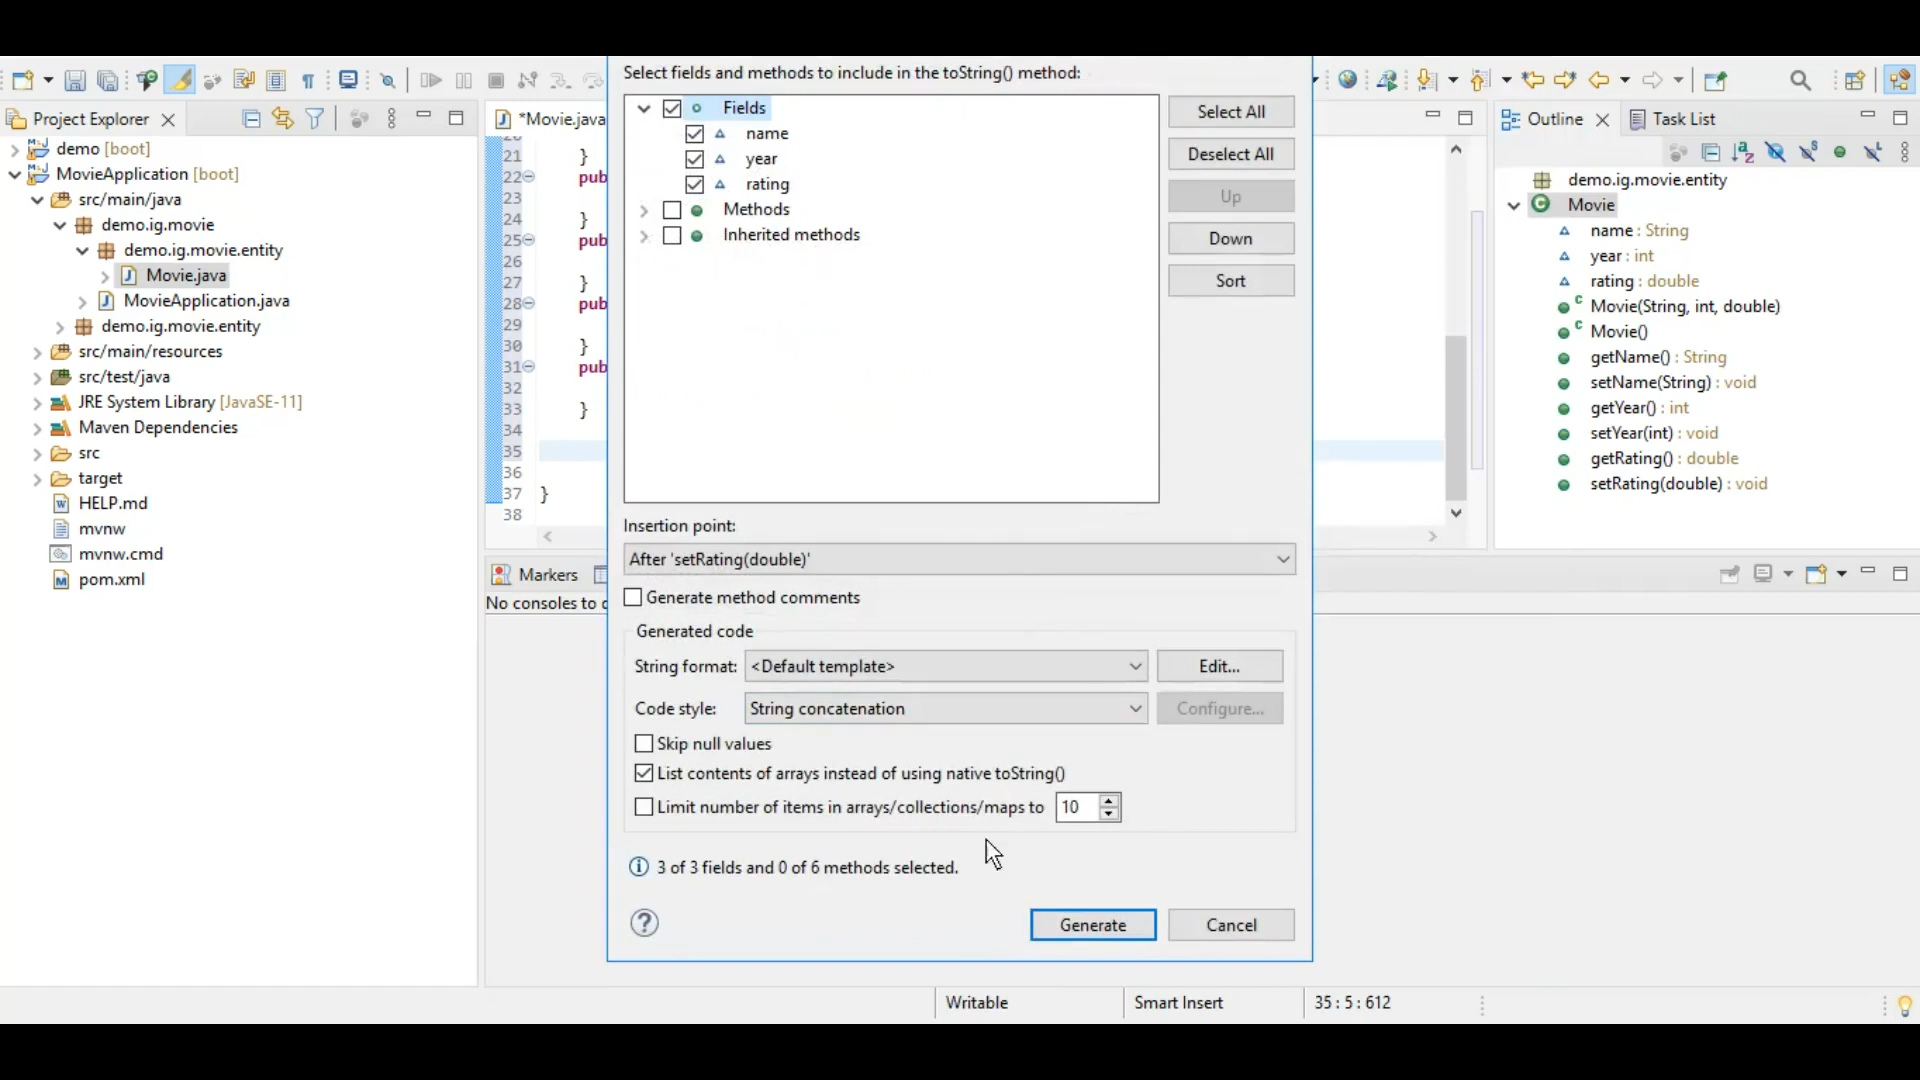 Select fields and methods to include in the toString() method:
Fields
name
year
rating
Methods
Inherited methods
Select All
Deselect All
Up
Down
Sort
Insertion point:
After 'setRating(double)'
Generate method comments
Generated code
String format:
<Default template>
Edit...
Code style:
String concatenation
Configure...
Skip null values
List contents of arrays instead of using native toString()
Limit number of items in arrays/collections/maps to
10
3 of 3 fields and 0 of 6 methods selected.
Generate
Cancel
Project Explorer
demo [boot]
MovieApplication [boot]
src/main/java
demo.ig.movie
demo.ig.movie.entity
Movie.java
MovieApplication.java
demo.ig.movie.entity
src/main/resources
src/test/java
JRE System Library [JavaSE-11]
Maven Dependencies
src
target
HELP.md
mvnw
mvnw.cmd
pom.xml
*Movie.java
21 }
22 pub
23
24 }
25 pub
26
27 }
28 pub
29
30 }
31 pub
32
33 }
34
35
36
37 }
38
Markers
No consoles to
Outline
Task List
demo.ig.movie.entity
Movie
name : String
year : int
rating : double
Movie(String, int, double)
Movie()
getName() : String
setName(String) : void
getYear() : int
setYear(int) : void
getRating() : double
setRating(double) : void
Writable
Smart Insert
35 : 5 : 612